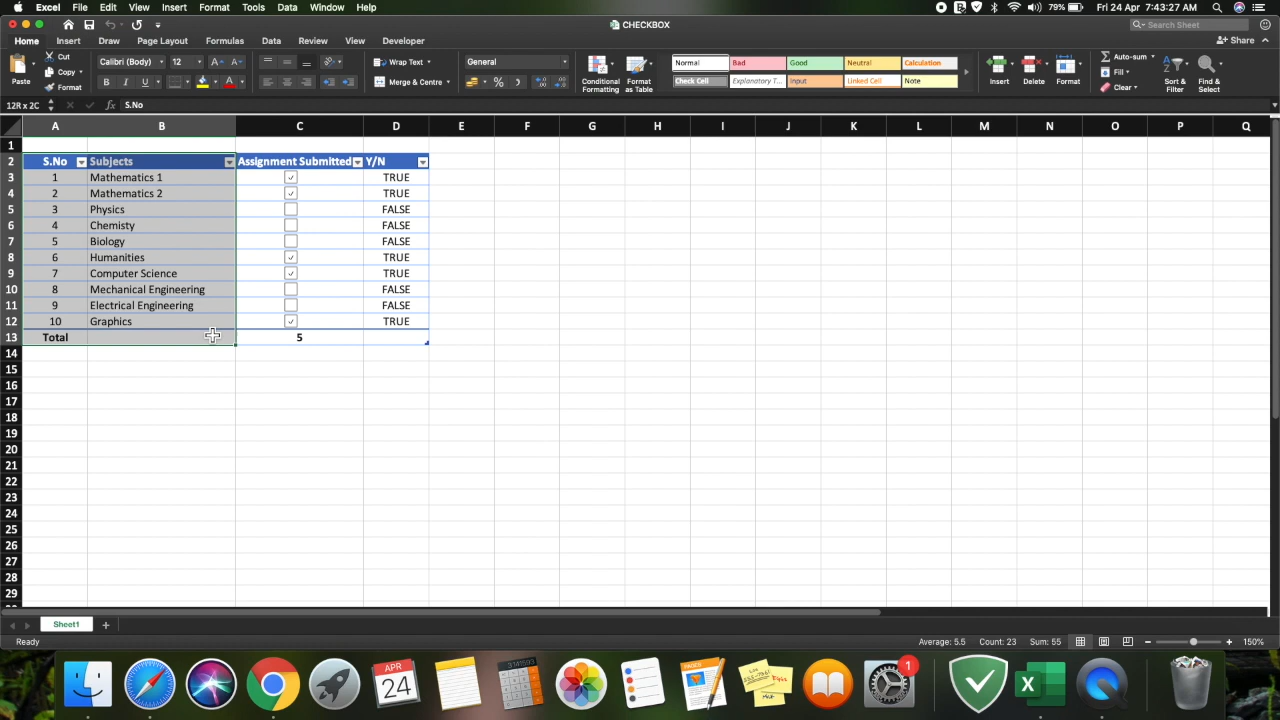 Excel File Edit View Insert Format Tools Data Window Help 79% Fri 24 Apr 7:43:27 AM
CHECKBOX Search Sheet
Home Insert Draw Page Layout Formulas Data Review View Developer Share
Paste Cut Copy Format Calibri (Body) 12 General Wrap Text Merge & Centre
B I U A
Conditional Formatting Format as Table
Normal Bad Good Neutral Calculation
Check Cell Explanatory T... Input Linked Cell Note
Insert Delete Format Auto-sum Fill Clear Sort & Filter Find & Select
12R x 2C fx S.No
A B C D E F G H I J K L M N O P Q
1
2 S.No Subjects Assignment Submitted Y/N
3 1 Mathematics 1 TRUE
4 2 Mathematics 2 TRUE
5 3 Physics FALSE
6 4 Chemisty FALSE
7 5 Biology FALSE
8 6 Humanities TRUE
9 7 Computer Science TRUE
10 8 Mechanical Engineering FALSE
11 9 Electrical Engineering FALSE
12 10 Graphics TRUE
13 Total 5
14
15
16
17
18
19
20
21
22
23
24
25
26
27
28
29
Sheet1
Ready Average: 5.5 Count: 23 Sum: 55 150%
APR
24
PAGES
1
X